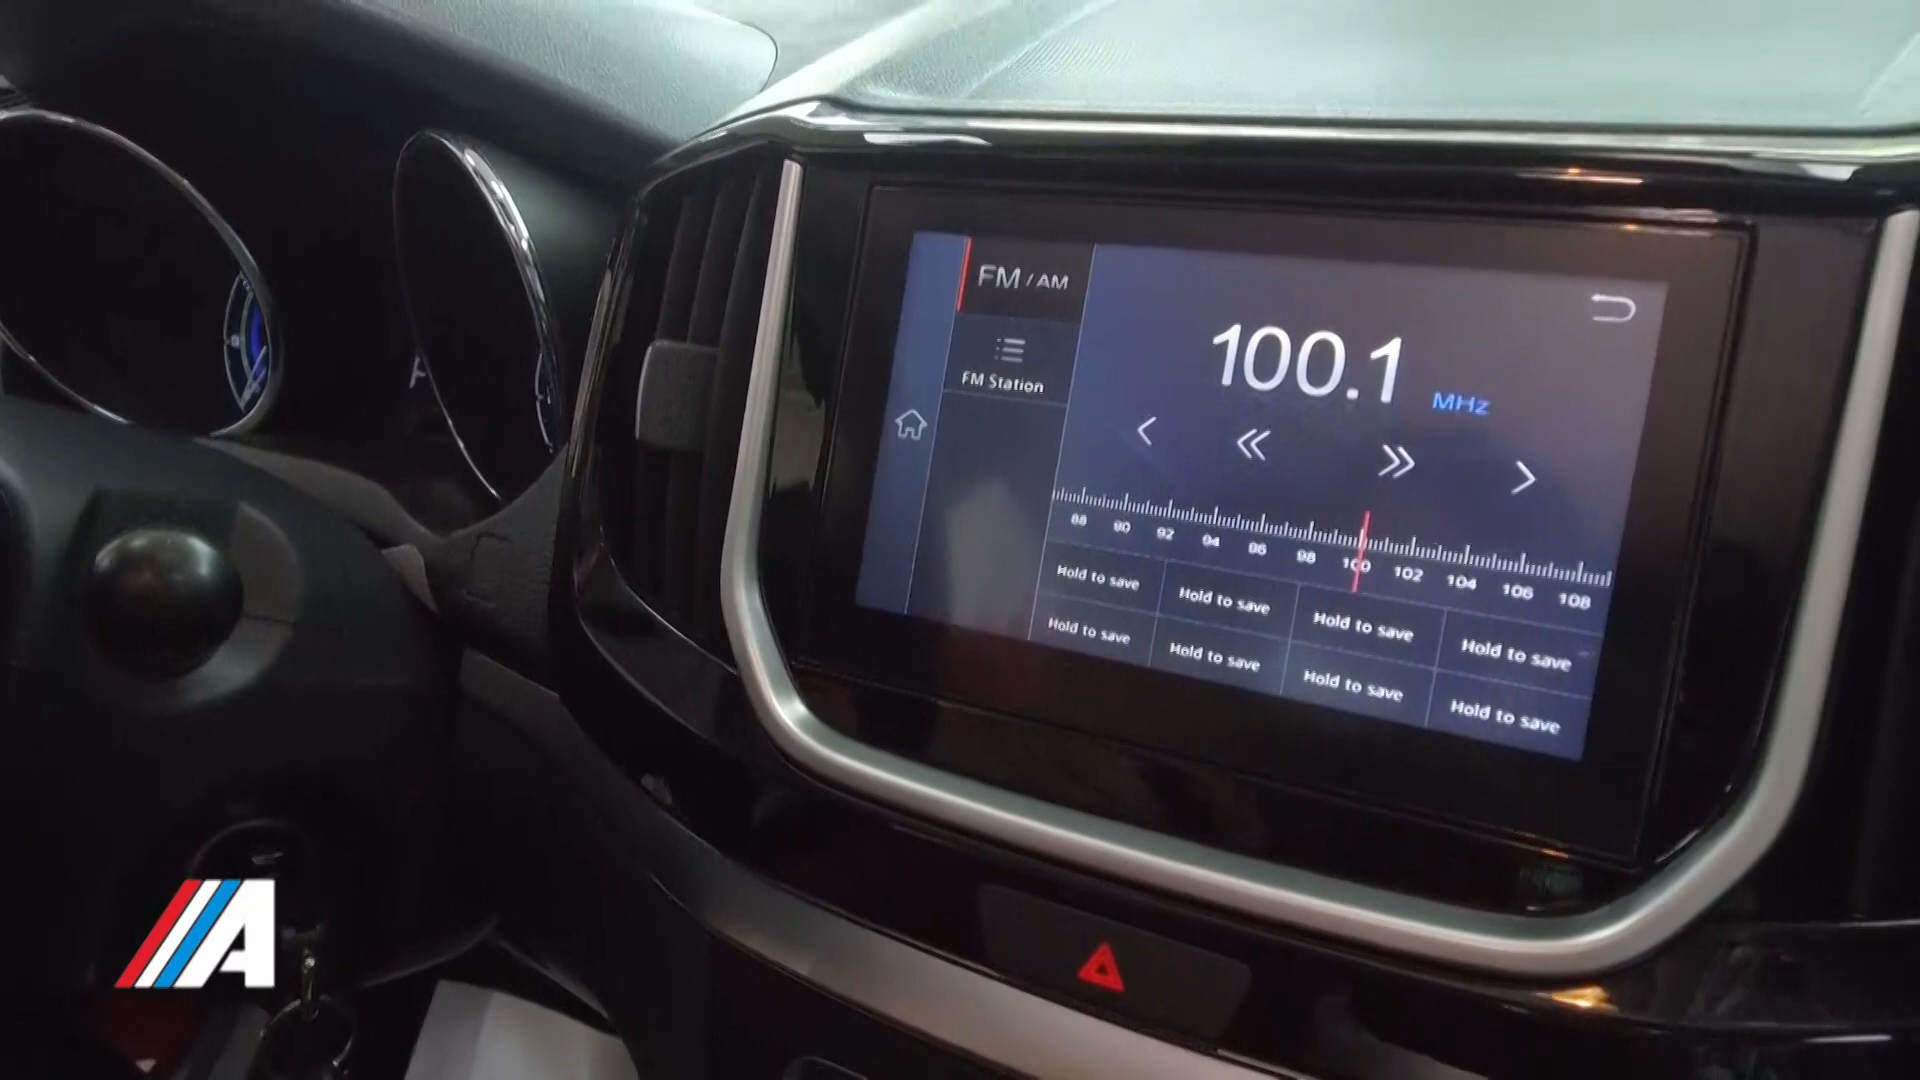 FM / AM
FM Station
100.1 MHz
88 90 92 94 96 98 100 102 104 106 108
Hold to save Hold to save Hold to save Hold to save
Hold to save Hold to save Hold to save Hold to save
A